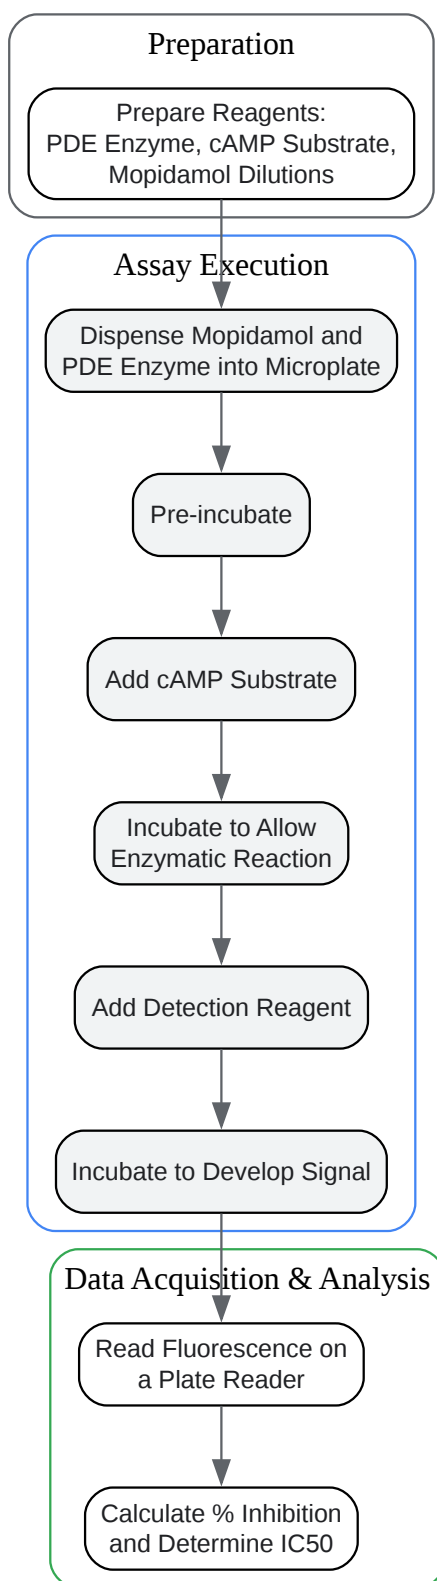 Preparation
Prepare Reagents:
PDE Enzyme, cAMP Substrate,
Mopidamol Dilutions
Assay Execution
Dispense Mopidamol and
PDE Enzyme into Microplate
Pre-incubate
Add cAMP Substrate
Incubate to Allow
Enzymatic Reaction
Add Detection Reagent
Incubate to Develop Signal
Data Acquisition & Analysis
Read Fluorescence on
a Plate Reader
Calculate % Inhibition
and Determine IC50